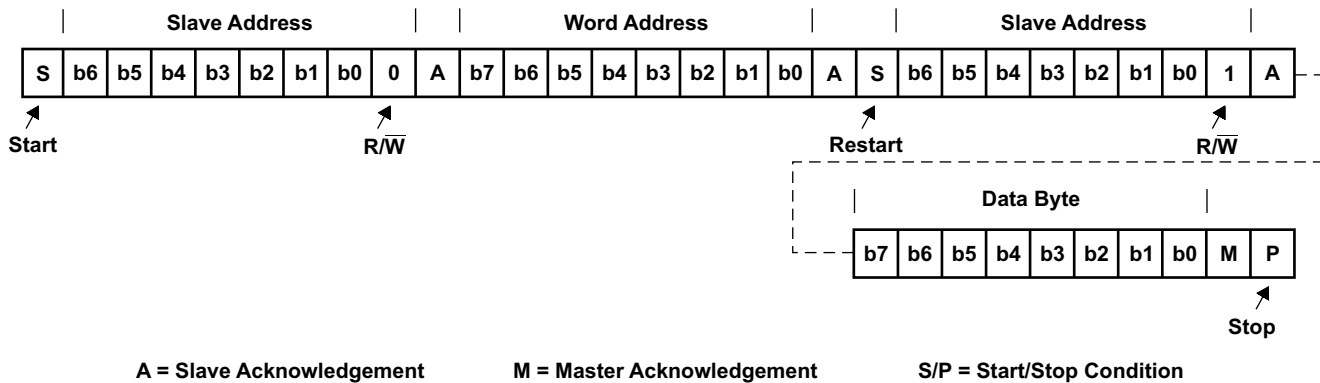 Slave Address Word Address Slave Address
S b6 b5 b4 b3 b2 b1 b0 0 A b7 b6 b5 b4 b3 b2 b1 b0 A S b6 b5 b4 b3 b2 b1 b0 1 A
Start R/W̅ Restart R/W̅
Data Byte
b7 b6 b5 b4 b3 b2 b1 b0 M P
Stop
A = Slave Acknowledgement M = Master Acknowledgement S/P = Start/Stop Condition